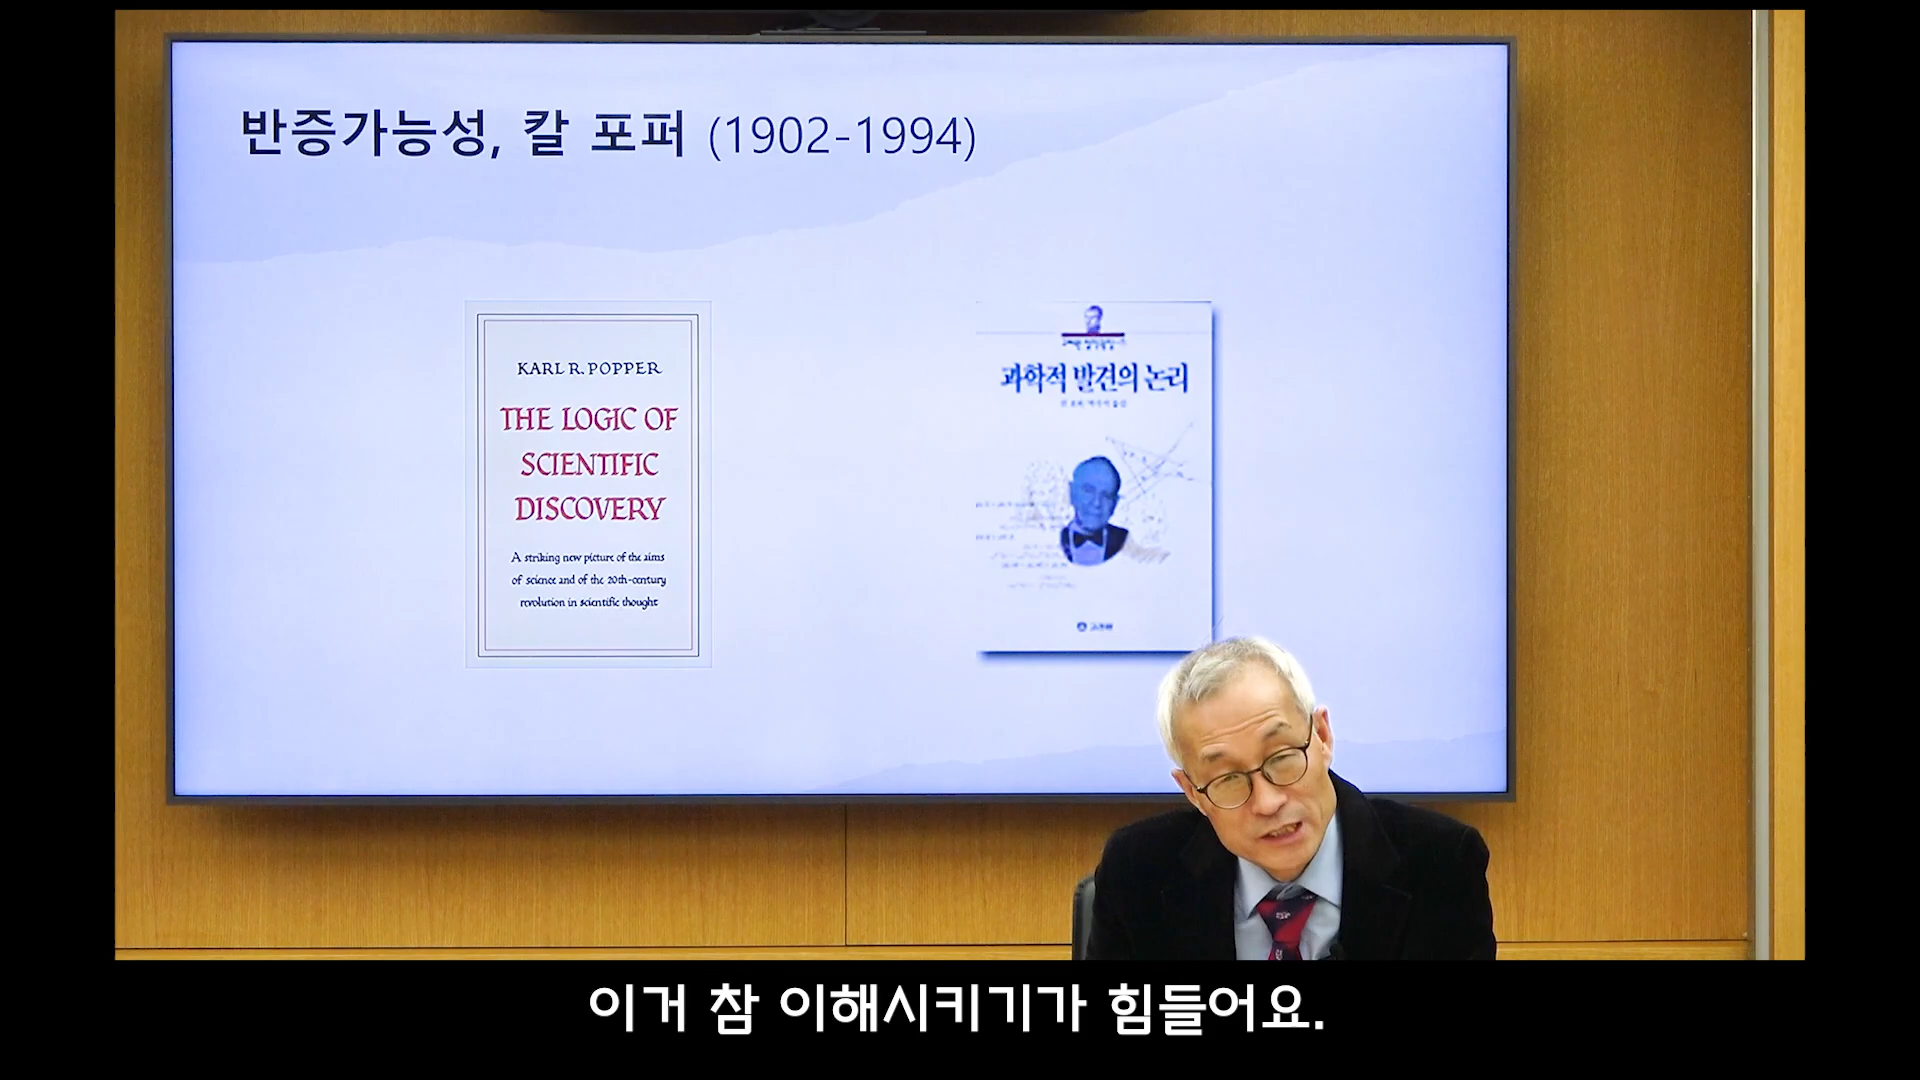 반증가능성, 칼 포퍼 (1902-1994)
KARL R. POPPER
THE LOGIC OF
SCIENTIFIC
DISCOVERY
A striking new picture of the aims
of science and of the 20th-century
revolution in scientific thought
과학적 발견의 논리
이거 참 이해시키기가 힘들어요.